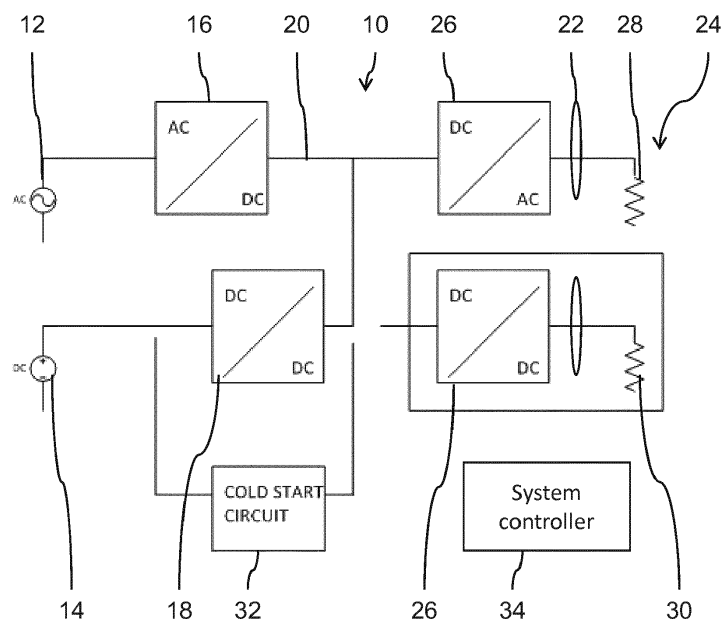 12 16 20 10 26 22 28 24
AC DC
DC AC
AC
DC DC
DC DC
DC
COLD START
CIRCUIT
System
controller
14 18 32 26 34 30